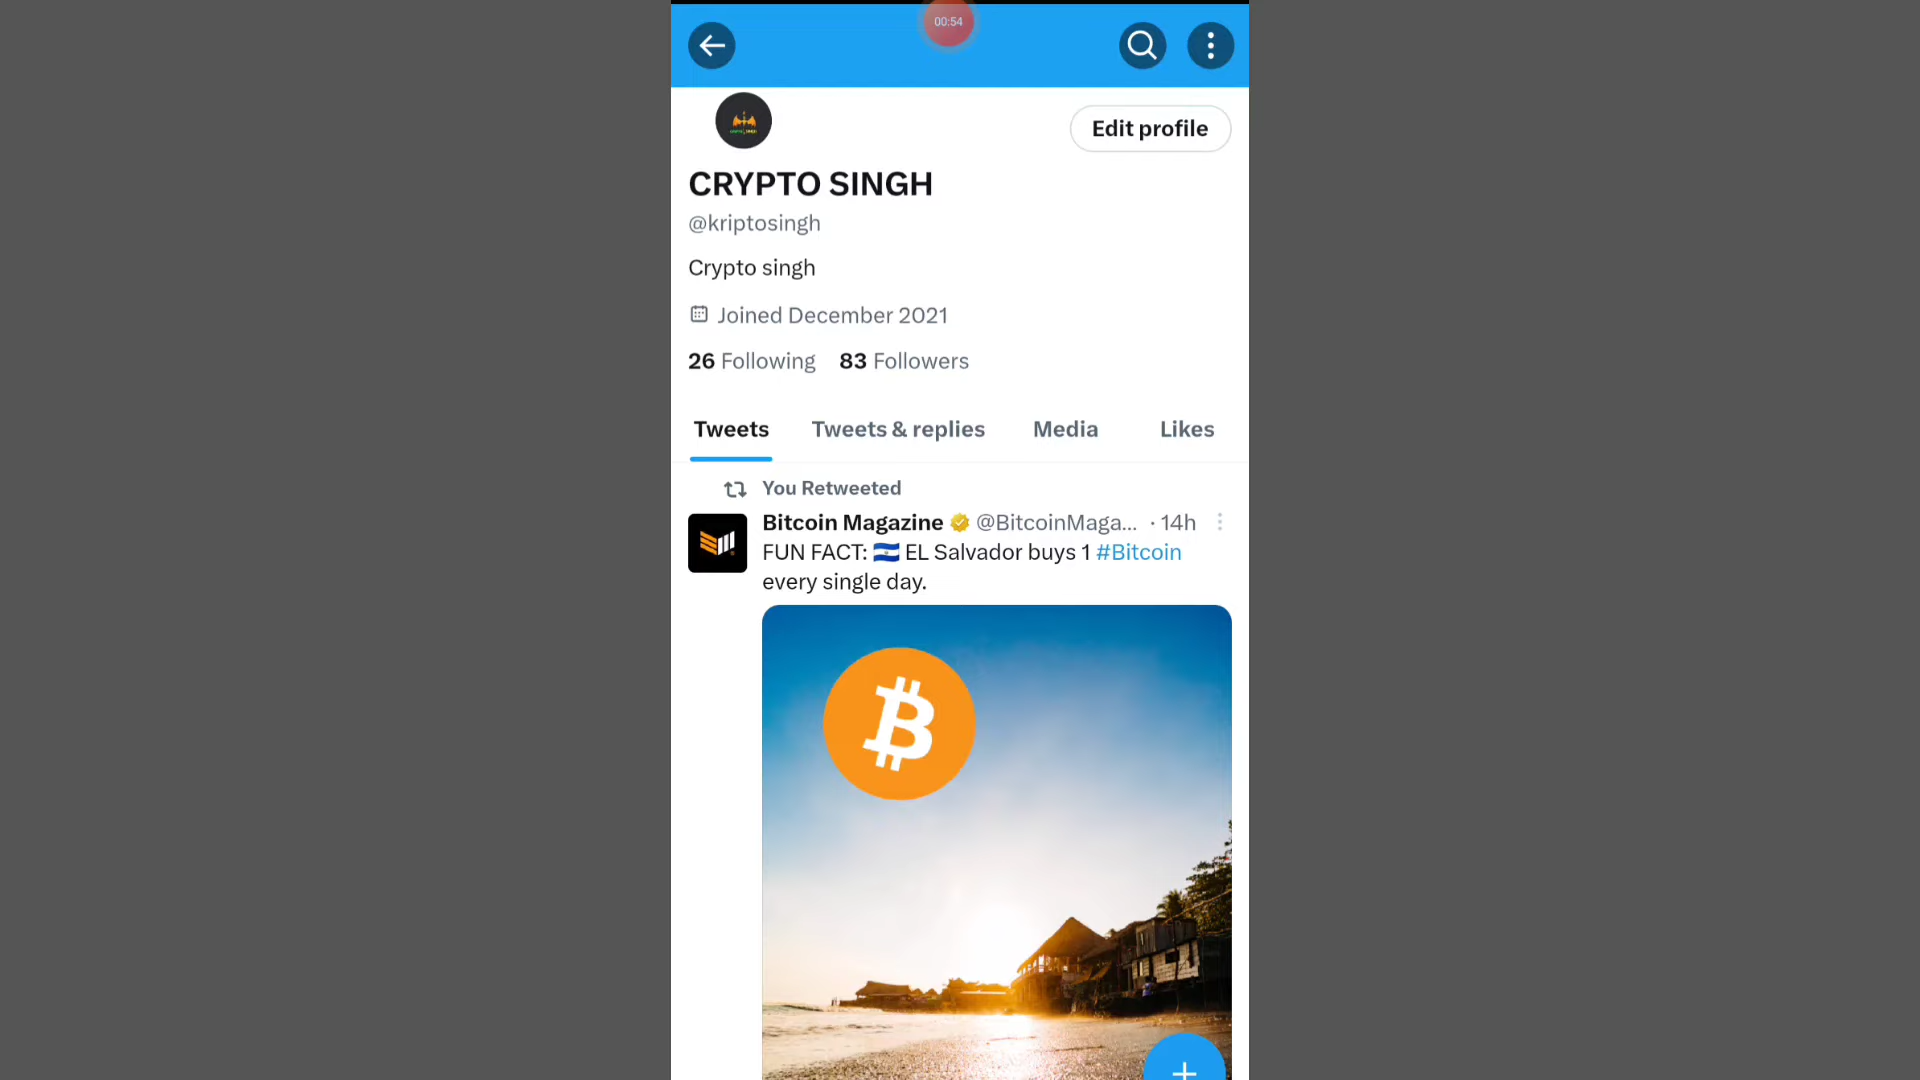 00:54
Edit profile
CRYPTO SINGH
@kriptosingh
Crypto singh
Joined December 2021
26 Following 83 Followers
Tweets Tweets & replies Media Likes
You Retweeted
Bitcoin Magazine @BitcoinMaga... · 14h
FUN FACT: 🇸🇻 EL Salvador buys 1 #Bitcoin
every single day.